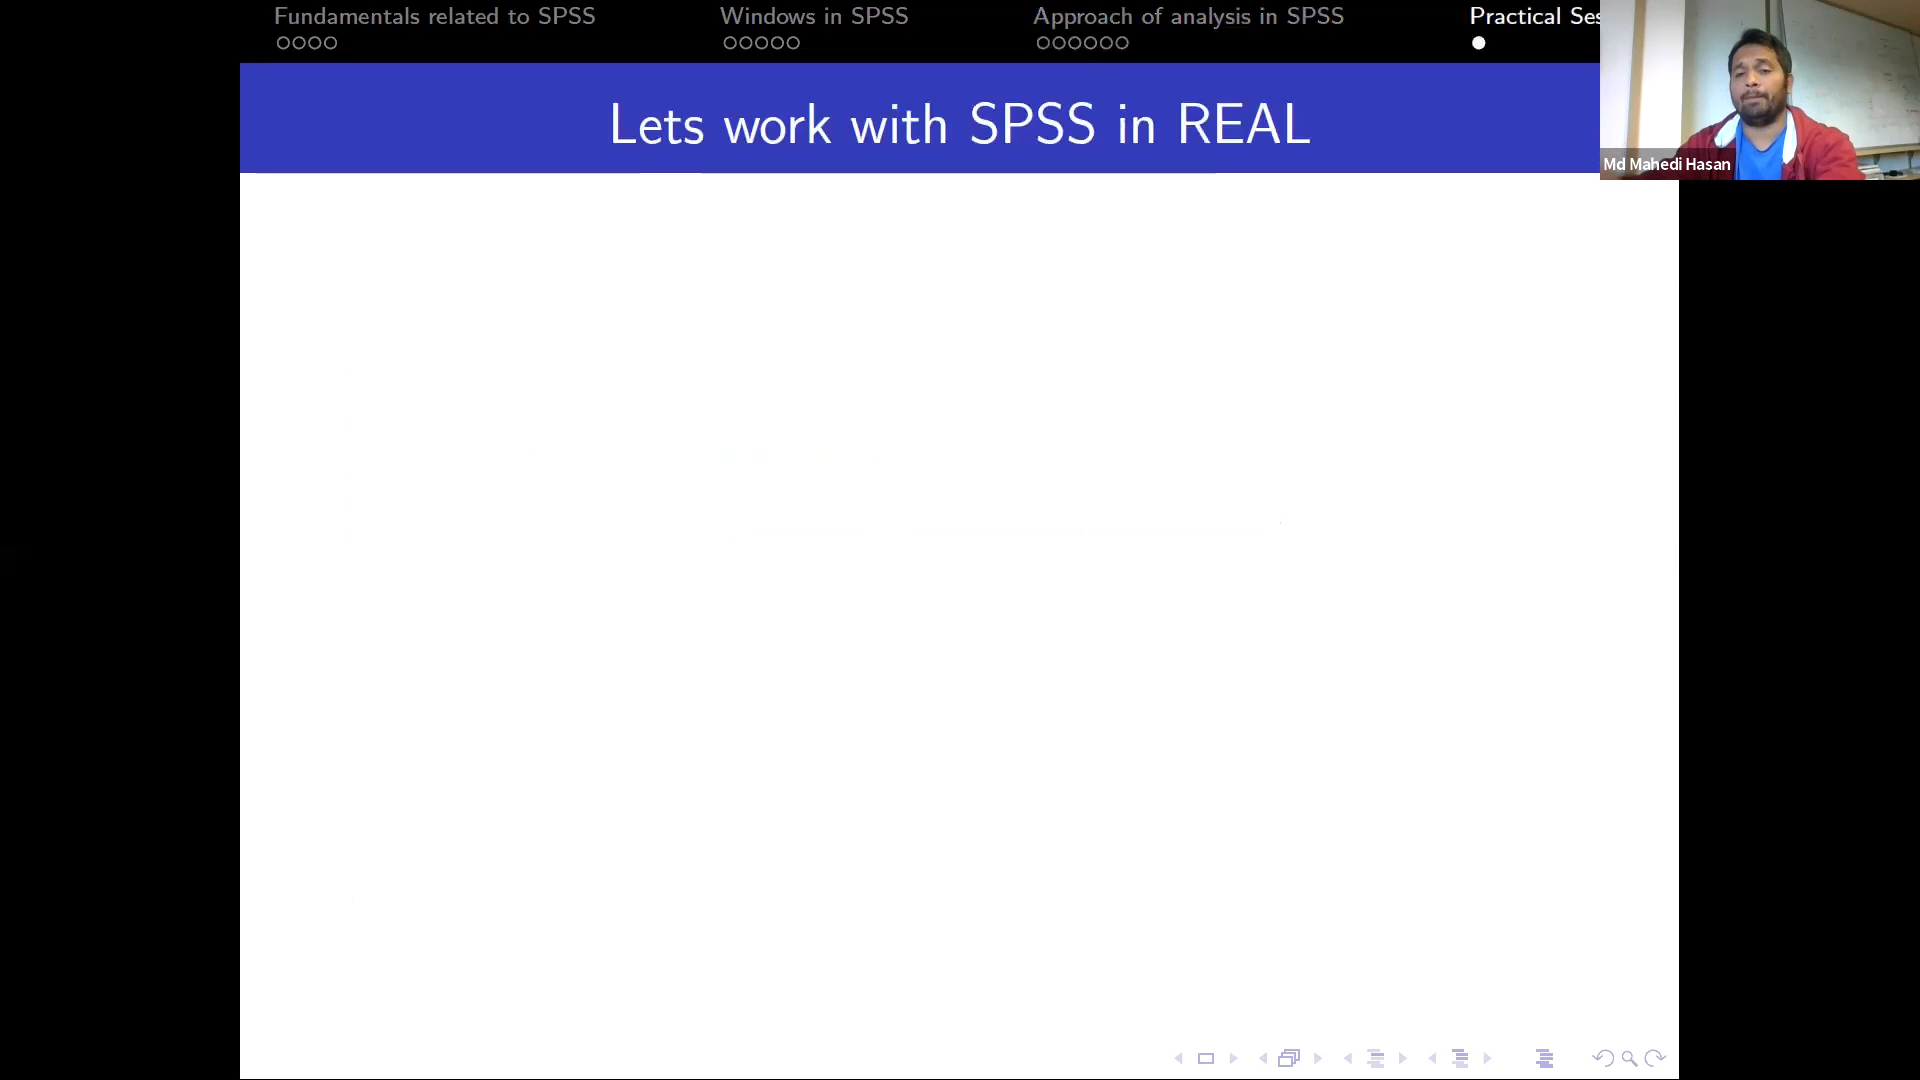 Fundamentals related to SPSS
Windows in SPSS
Approach of analysis in SPSS
Practical Ses
Lets work with SPSS in REAL
Md Mahedi Hasan